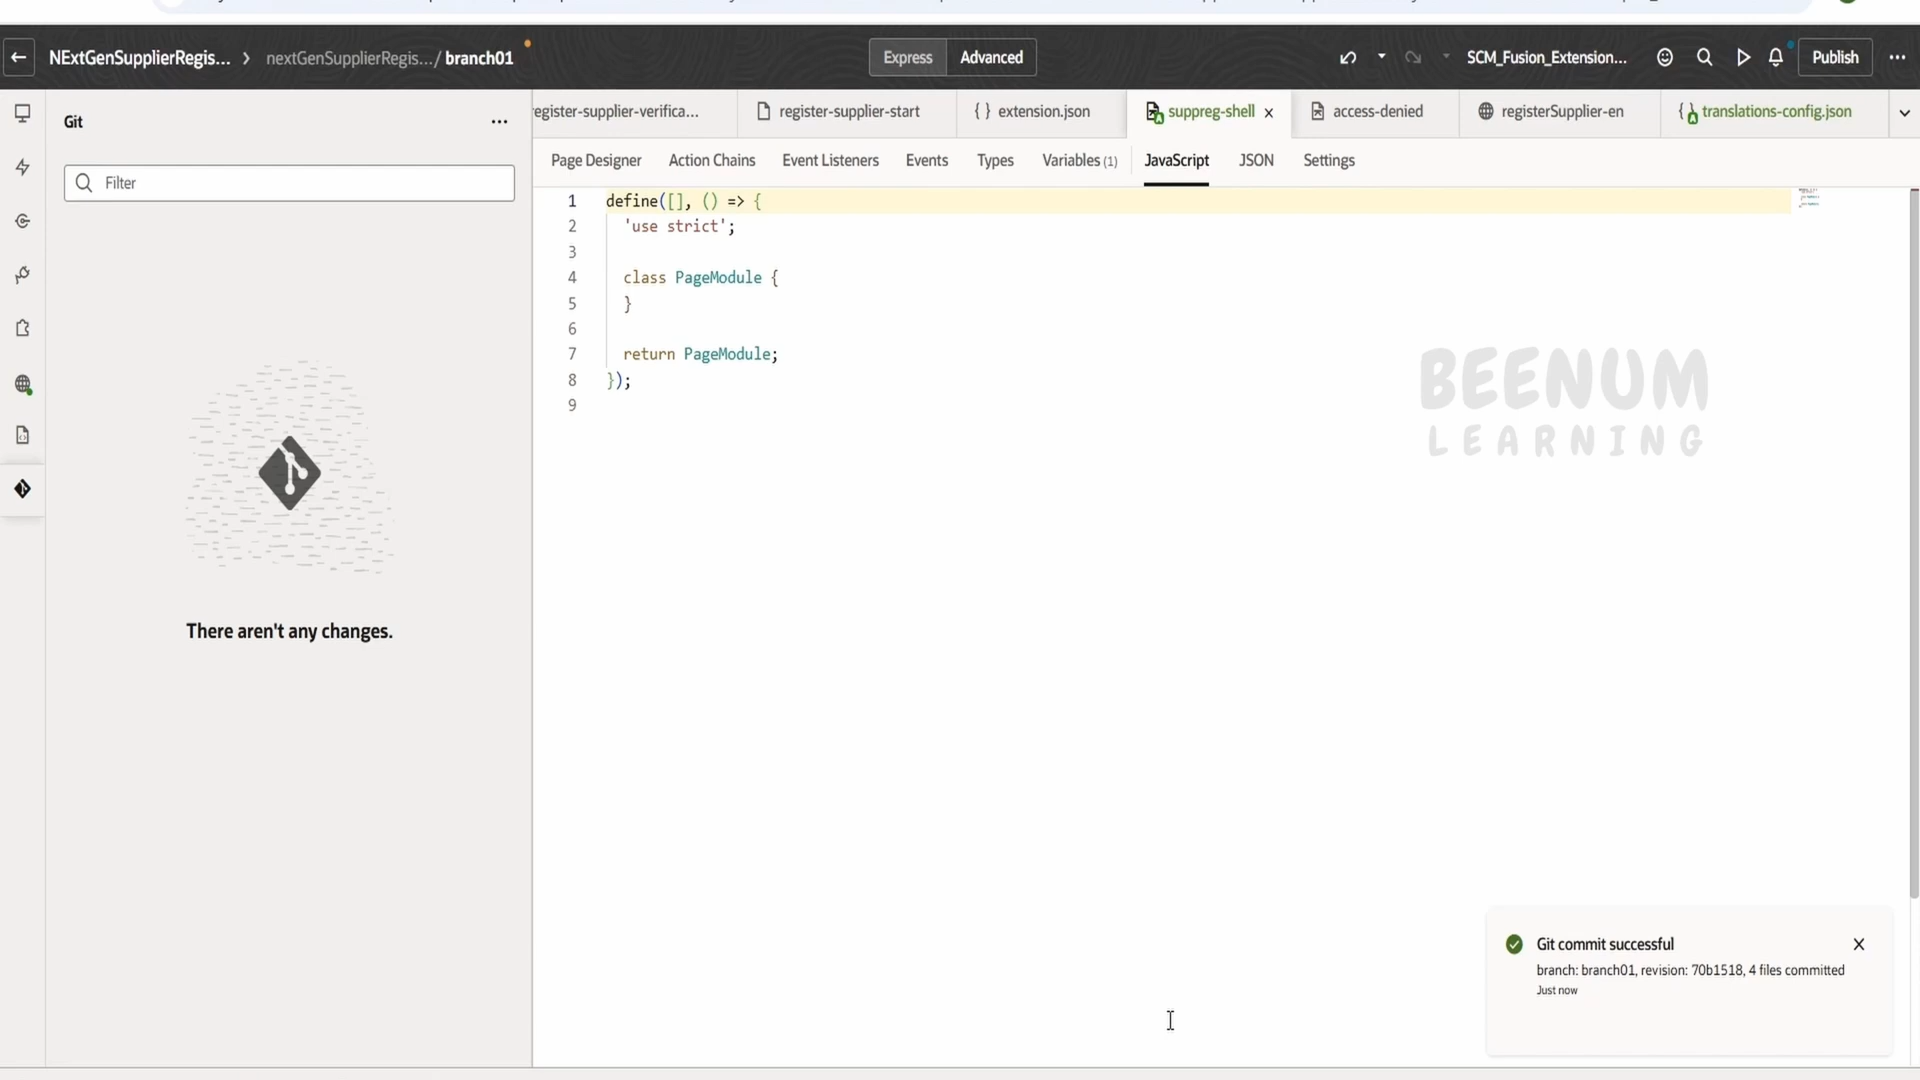 NExtGenSupplierRegis... > nextGenSupplierRegis... / branch01
Express Advanced
SCM_Fusion_Extension...
Publish
Git
Filter
There aren't any changes.
egister-supplier-verifica...
register-supplier-start
{ } extension.json
suppreg-shell
access-denied
registerSupplier-en
translations-config.json
Page Designer Action Chains Event Listeners Events Types Variables (1) JavaScript JSON Settings
1 define([], () => {
2 'use strict';
3
4 class PageModule {
5 }
6
7 return PageModule;
8 });
9
BEENUM
LEARNING
Git commit successful
branch: branch01, revision: 70b1518, 4 files committed
Just now